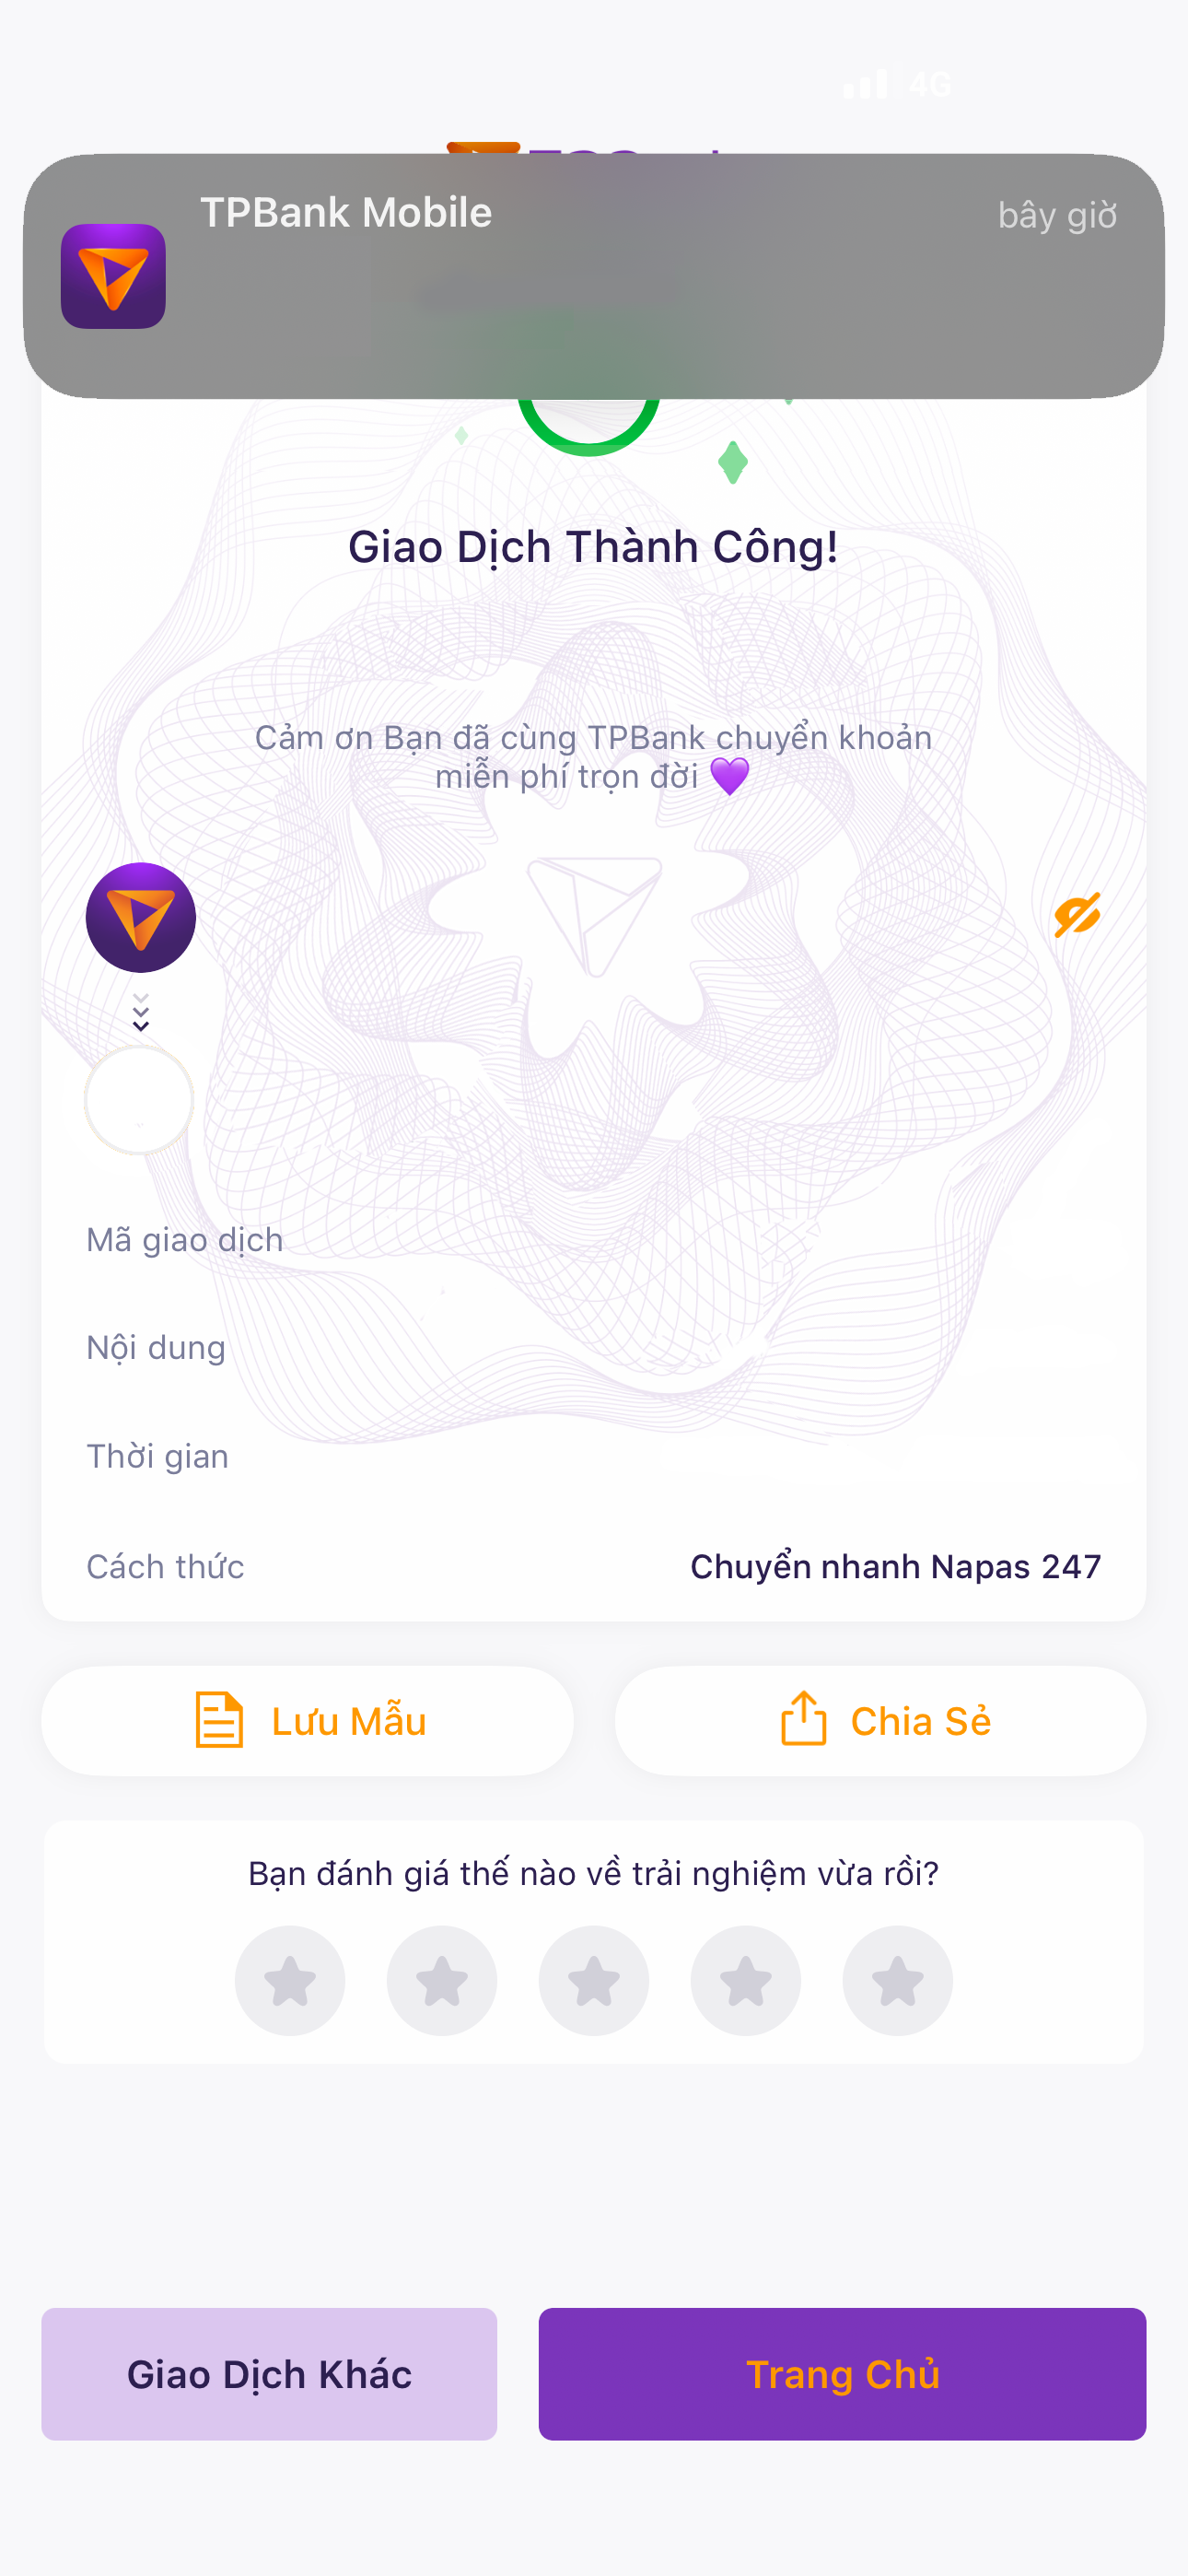 4G
TPBank Mobile
bây giờ
Giao Dịch Thành Công!
Cảm ơn Bạn đã cùng TPBank chuyển khoản
miễn phí trọn đời 💜
Mã giao dịch
Nội dung
Thời gian
Cách thức
Chuyển nhanh Napas 247
Lưu Mẫu
Chia Sẻ
Bạn đánh giá thế nào về trải nghiệm vừa rồi?
Giao Dịch Khác
Trang Chủ